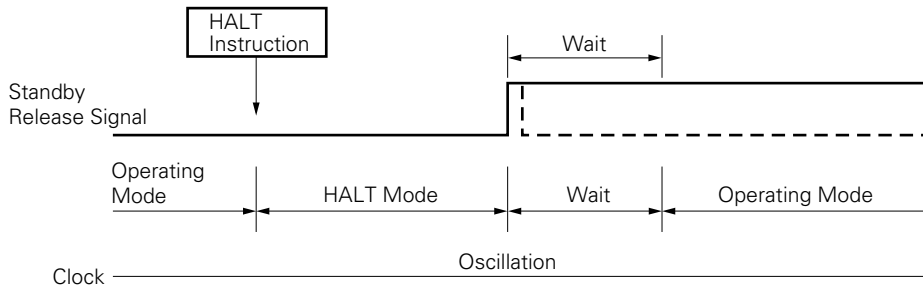 HALT
Instruction
Wait
Standby
Release Signal
Operating
Mode
HALT Mode
Wait
Operating Mode
Oscillation
Clock